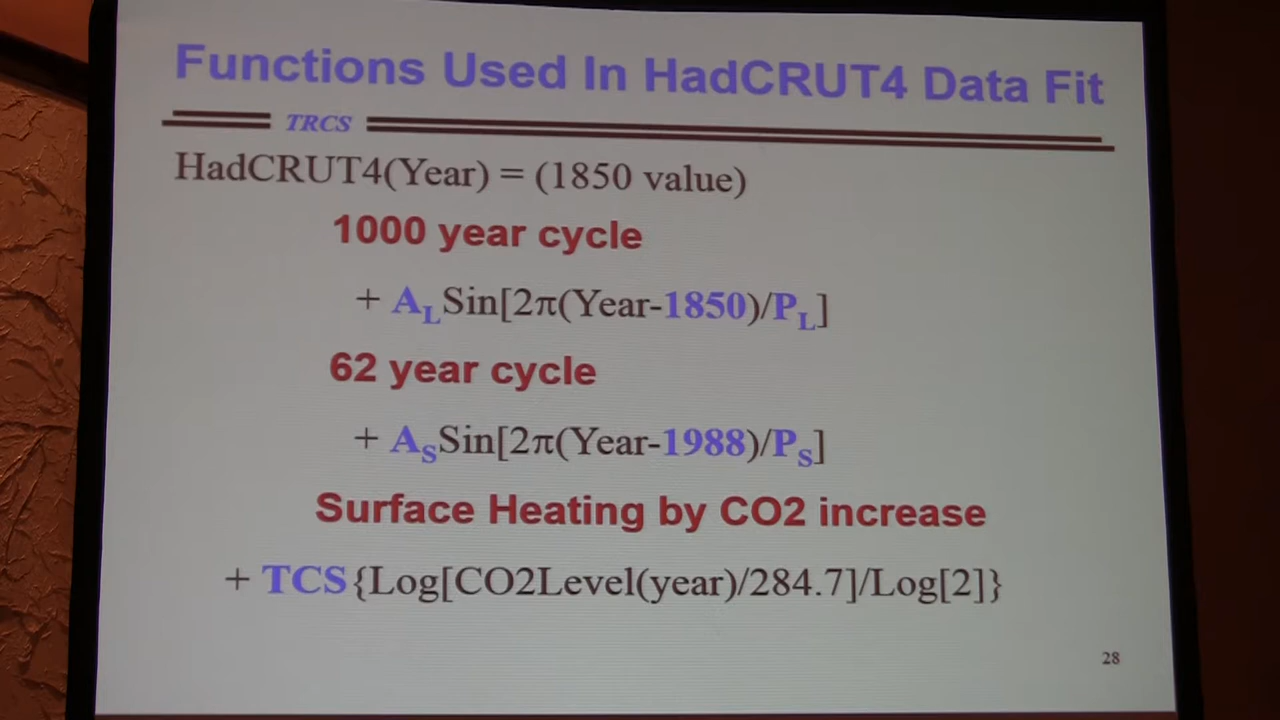 Functions Used In HadCRUT4 Data Fit
TRCS
HadCRUT4(Year) = (1850 value)
1000 year cycle
+ A_L Sin[2π(Year-1850)/P_L]
62 year cycle
+ A_S Sin[2π(Year-1988)/P_S]
Surface Heating by CO2 increase
+ TCS{Log[CO2Level(year)/284.7]/Log[2]}
28